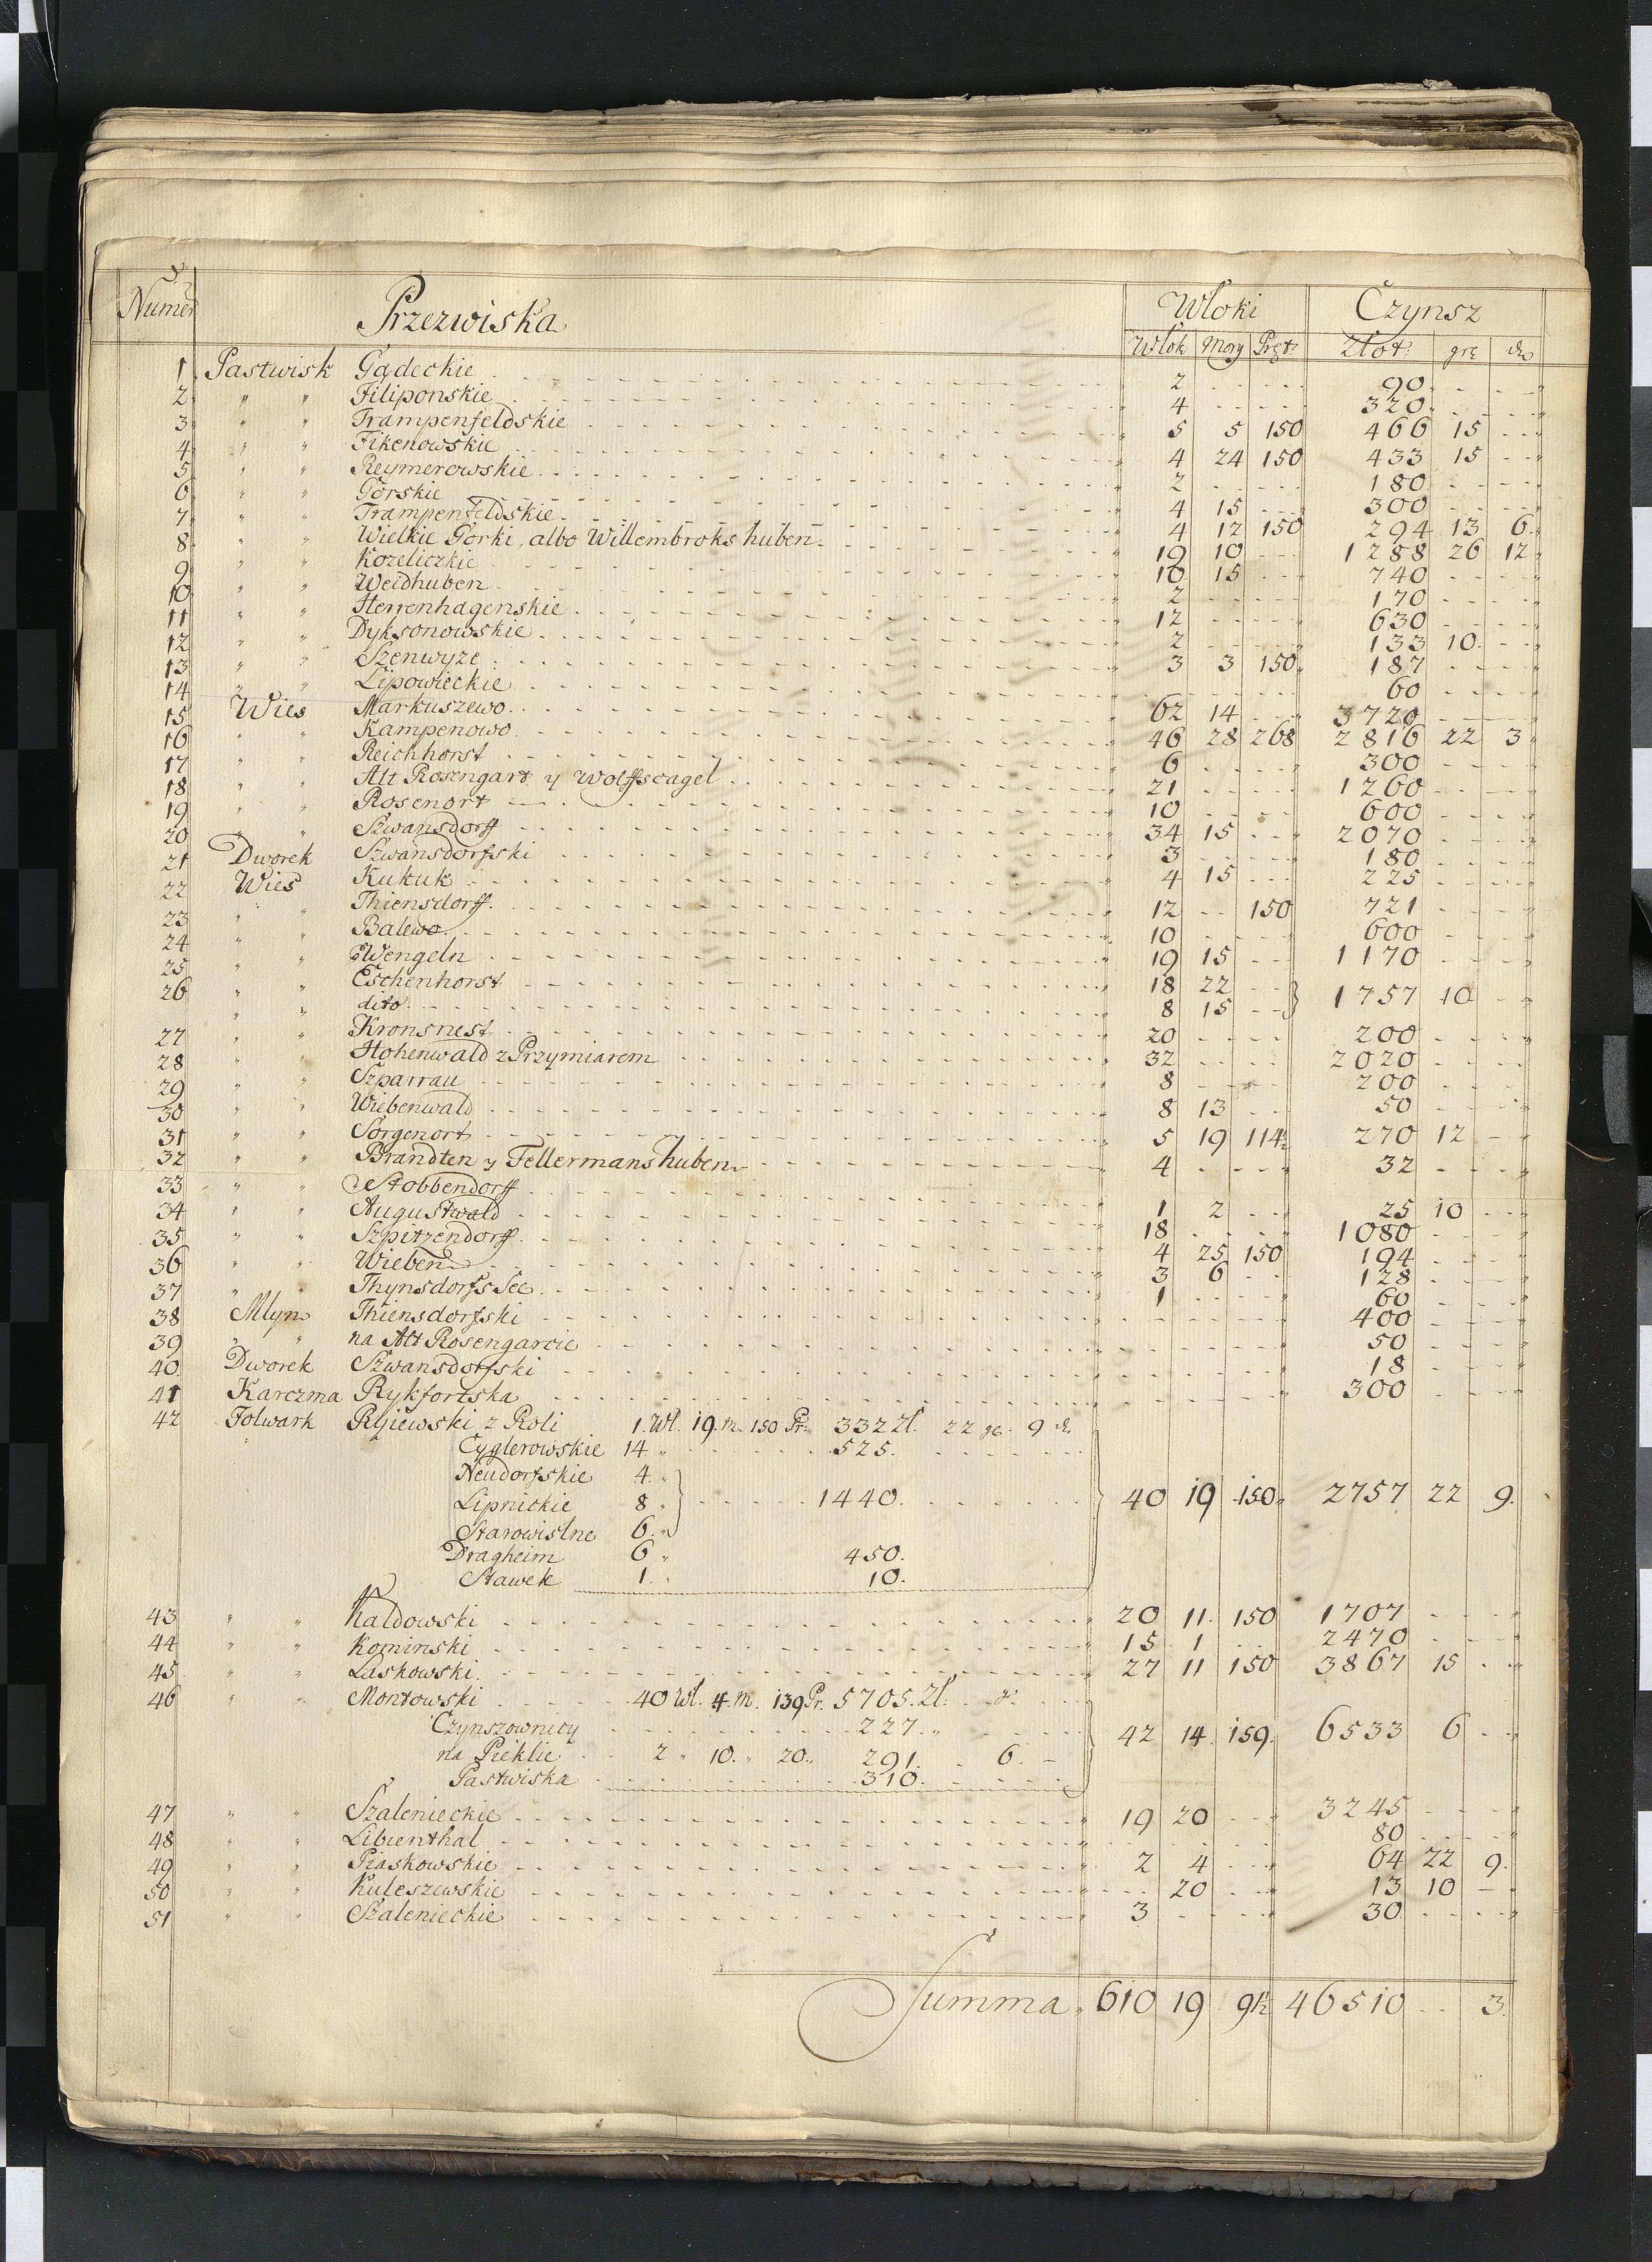 Numer Przezwiska Włoki Czynsz
Włok Morg Pręt: Złot: gr: d.
1 Pastwisk Gądeckie 2 90
2 " " Filiponskie 4 320
3 " " Trampenfeldskie 5 5 150 466 15
4 " " Fikenowskie 4 24 150 433 15
5 " " Reymerowskie 2 180
6 " " Gorskie 4 15 300
7 " " Trampenfeldskie 4 12 150 294 13 6
8 " " Wielkie Gorki, albo Willembroks huben 19 10 1288 26 12
9 " " Kozeliczkie 10 15 740
10 " " Weidhuben 2 170
11 " " Herrenhagenskie 12 630
12 " " Dyksonowskie 2 133 10
13 " " Szenwyze 3 3 150 187
14 " " Lipowieckie 60
15 Wies Markuszewo 62 14 3720
16 " " Kampenowo 46 28 268 2816 22 3
17 " " Reichhorst 6 300
18 " " Alt Rosengart y Wolffscagel 21 1260
19 " " Rosenort 10 600
20 " " Szwansdorff 34 15 2070
21 Dworek Szwansdorfski 3 180
22 Wies Kukuk 4 15 225
23 " " Thiensdorff 12 150 721
24 " " Balewo 10 600
25 " " Wengeln 19 15 1170
26 " " Eschenhorst 18 22 } 1757 10
" " dito 8 15
27 " " Kronsnest 20 200
28 " " Hohenwald z Przymiarem 32 2020
29 " " Szparrau 8 200
30 " " Wiebenwald 8 13 50
31 " " Sorgenort 5 19 114½ 270 12
32 " " Brandten y Fellermans huben 4 32
33 " " Stobbendorff
34 " " Augustwald 1 2 25 10
35 " " Szpitzendorff 18 1080
36 " " Wieben 4 25 150 194
37 " " Thynsdorfs See 3 6 128
38 Młyn Thiensdorfski 1 60
39 " " na Alt Rosengarcie 400
40 Dworek Szwansdorfski 50
41 Karczma Rykfortska 18
42 Folwark Ryiewski z Roli 1. Wł. 19. m. 150 Pr: 332 Zł. 22 gr. 9 d. 300
Cyglerowskie 14 " 525.
Neudorfskie 4 "
Lipnickie 8 " } 1440. } 40 19 150 2757 22 9.
Starowislne 6. "
Dragheim 6 " 450.
Stawek 1. " 10.
43 " " Kaldowski 20 11 150 1707
44 " " Kominski 15 1 2470
45 " " Laskowski 27 11 150 3867 15
46 " " Montowski 40 Wł. 4. m. 139 Pr. 5705. Zł. gr.
Czynszownicy 227. " } 42 14 159. 6533 6
na Pieklie 2 " 10. " 20. " 291. 6.
Pastwiska 310.
47 " " Szalenieckie 19 20 3245
48 " " Libienthal 80
49 " " Piaskowskie 2 4 64 22 9.
50 " " Kuleszewskie 20 13 10
51 " " Szalenieckie 3 30
Summa 610 19 9½ 46510 3.